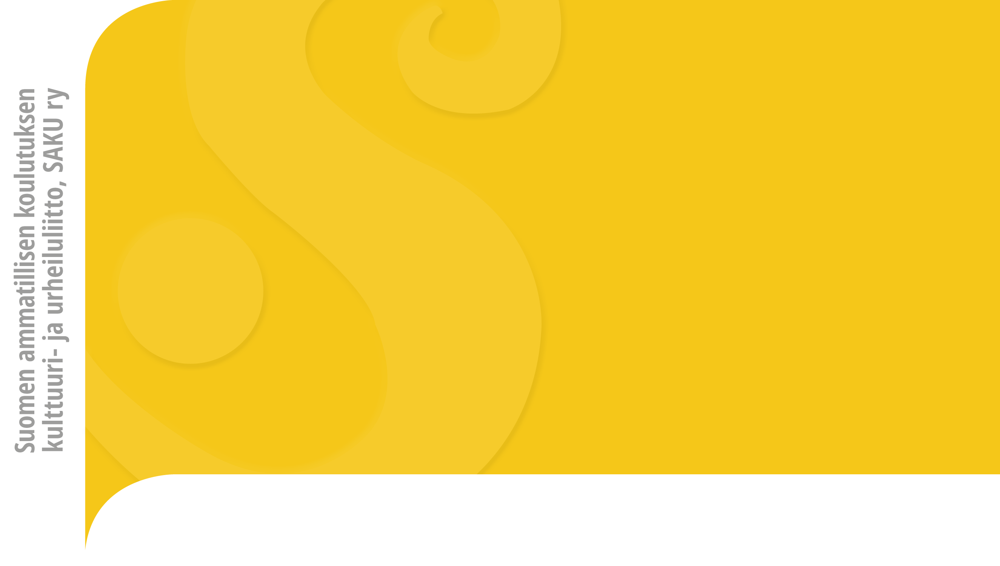 Suomen ammatillisen koulutuksen
kulttuuri- ja urheiluliitto, SAKU ry